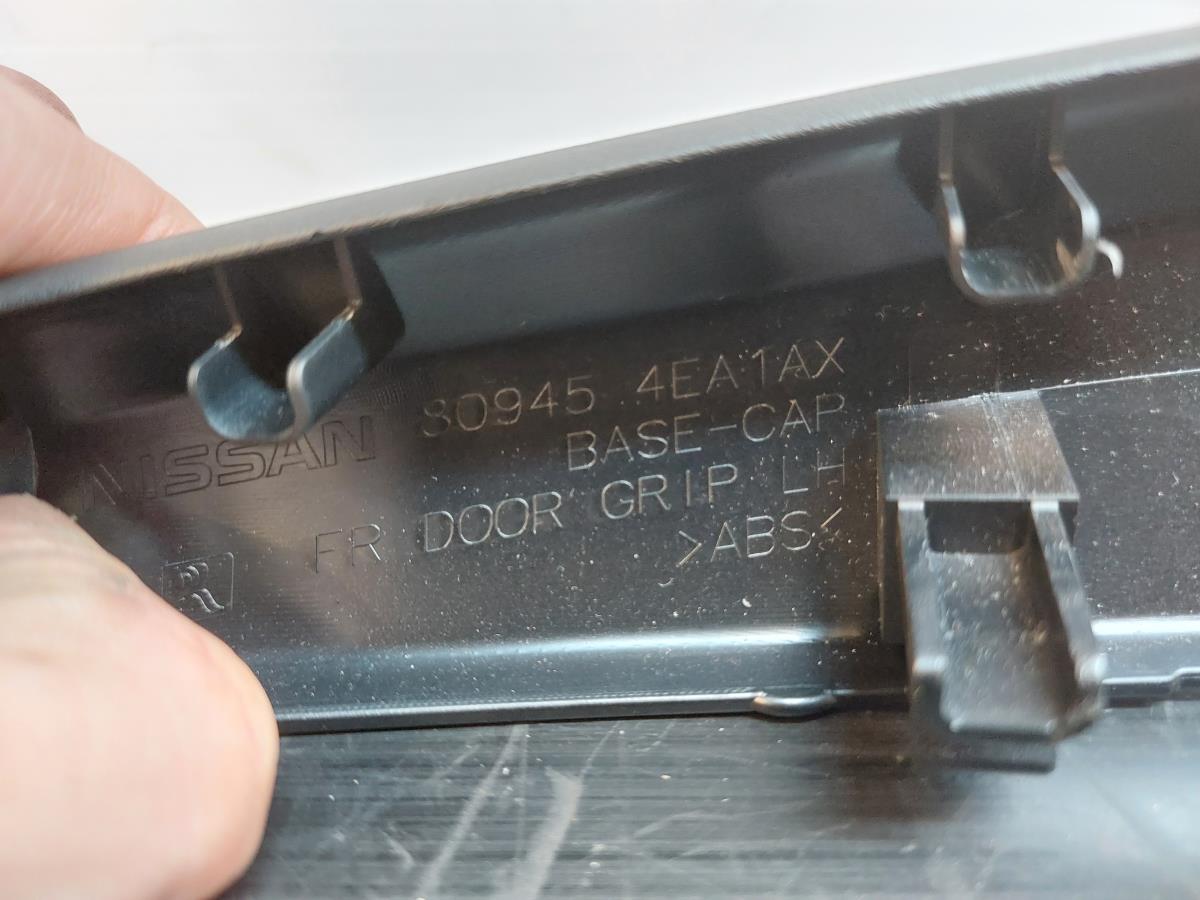 NISSAN 80945 4EA1AX
BASE-CAP
FR DOOR GRIP LH
>ABS<